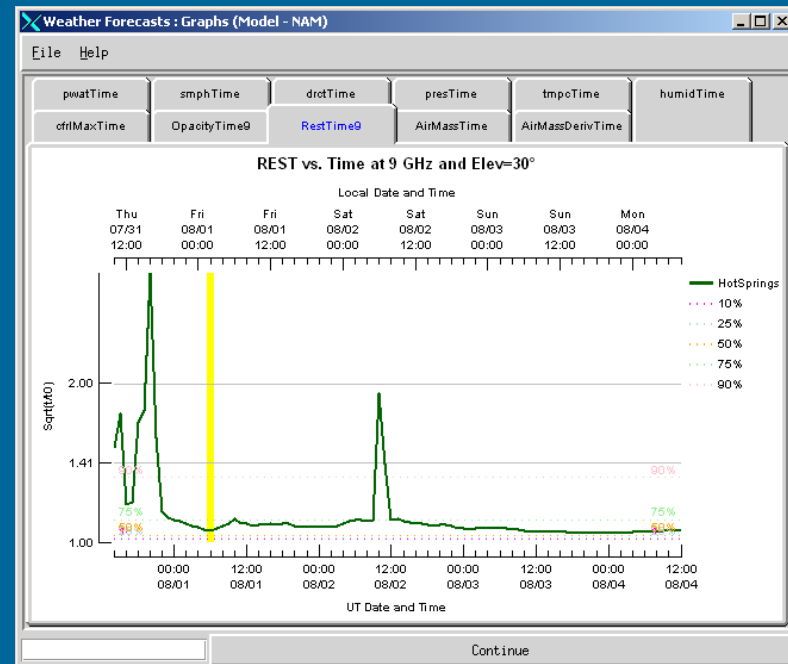 Weather Forecasts : Graphs (Model - NAM)
File Help
pwatTime smphTime drctTime presTime tmpcTime humidTime
cfrlMaxTime OpacityTime9 RestTime9 AirMassTime AirMassDerivTime
REST vs. Time at 9 GHz and Elev=30°
Local Date and Time
Thu Fri Fri Sat Sat Sun Sun Mon
07/31 08/01 08/01 08/02 08/02 08/03 08/03 08/04
12:00 00:00 12:00 00:00 12:00 00:00 12:00 00:00
HotSprings
10%
25%
50%
75%
90%
2.00
Sqrt(t/t0)
1.41
90% 90%
75% 75%
50% 50%
1.00
00:00 12:00 00:00 12:00 00:00 12:00 00:00 12:00
08/01 08/01 08/02 08/02 08/03 08/03 08/04 08/04
UT Date and Time
Continue